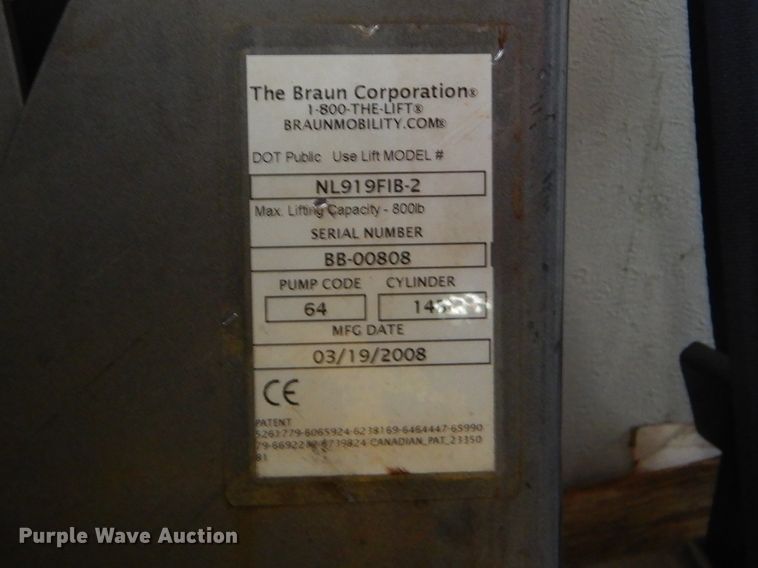 The Braun Corporation®
1-800-THE-LIFT®
BRAUNMOBILITY.COM®
DOT Public Use Lift MODEL #
NL919FIB-2
Max. Lifting Capacity - 800lb
SERIAL NUMBER
BB-00808
PUMP CODE CYLINDER
64
MFG DATE
03/19/2008
CE
PATENT
81
Purple Wave Auction